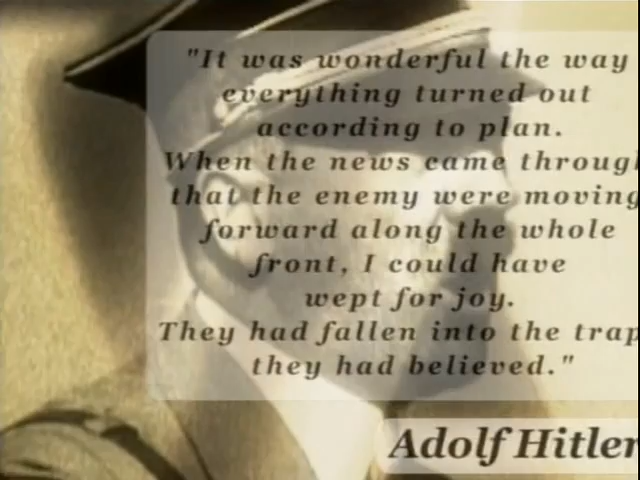 "It was wonderful the way
everything turned out
according to plan.
When the news came through
that the enemy were moving
forward along the whole
front, I could have
wept for joy.
They had fallen into the trap
they had believed."
Adolf Hitler